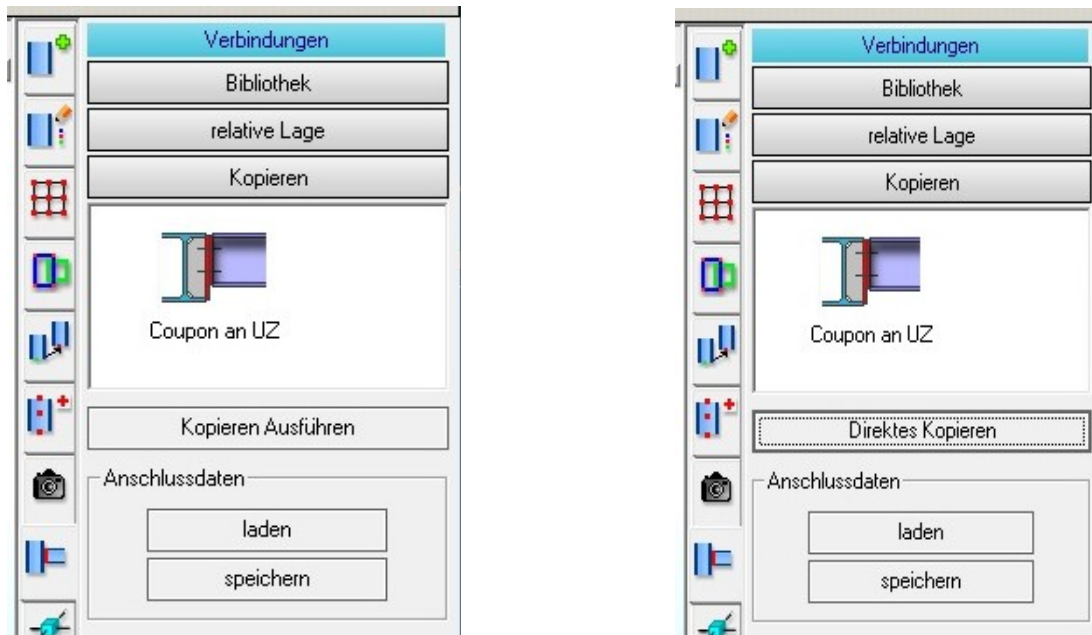 Verbindungen
Bibliothek
relative Lage
Kopieren
Coupon an UZ
Kopieren Ausführen
Anschlussdaten
laden
speichern
Verbindungen
Bibliothek
relative Lage
Kopieren
Coupon an UZ
Direktes Kopieren
Anschlussdaten
laden
speichern